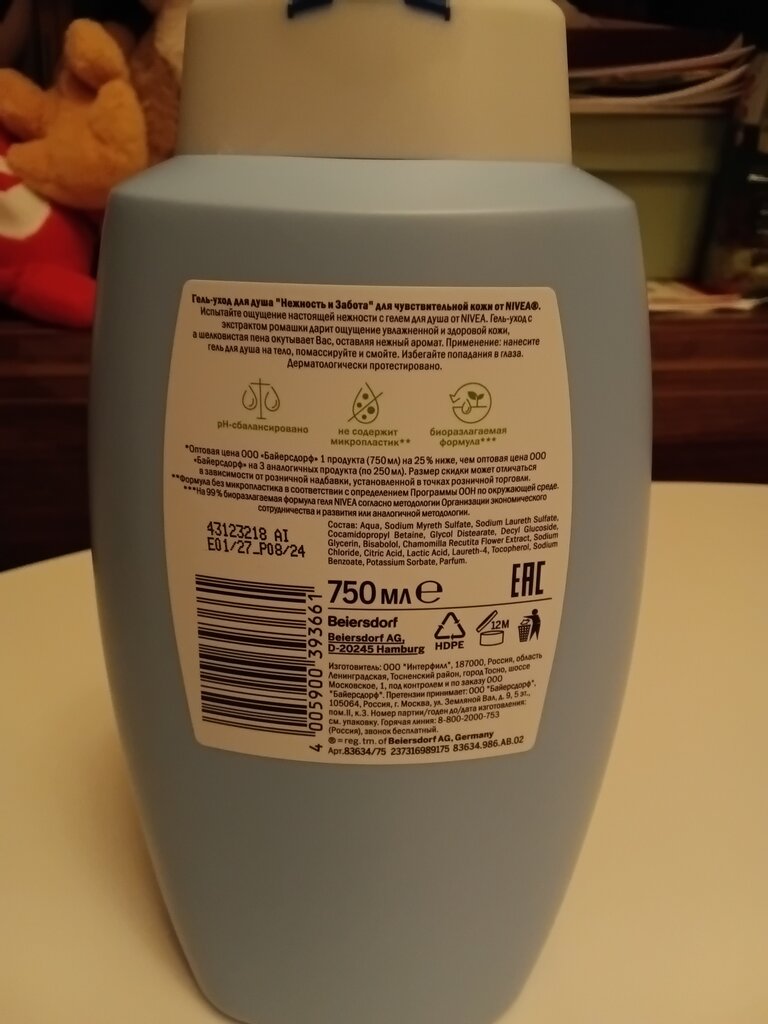 Гель-уход для душа "Нежность и Забота" для чувствительной кожи от NIVEA®.
Испытайте ощущение настоящей нежности с гелем для душа от NIVEA. Гель-уход с
экстрактом ромашки дарит ощущение увлажненной и здоровой кожи,
а шелковистая пена окутывает Вас, оставляя нежный аромат. Применение: нанесите
гель для душа на тело, помассируйте и смойте. Избегайте попадания в глаза.
Дерматологически протестировано.
pH-сбалансировано
не содержит
микропластик**
биоразлагаемая
формула***
*Оптовая цена ООО «Байерсдорф» 1 продукта (750 мл) на 25 % ниже, чем оптовая цена ООО
«Байерсдорф» на 3 аналогичных продукта (по 250 мл). Размер скидки может отличаться
в зависимости от розничной надбавки, установленной в точках розничной торговли.
**Формула без микропластика в соответствии с определением Программы ООН по окружающей среде.
***На 99 % биоразлагаемая формула геля NIVEA согласно методологии Организации экономического
сотрудничества и развития или аналогичной методологии.
43123218 AI
E01/27_P08/24
Состав: Aqua, Sodium Myreth Sulfate, Sodium Laureth Sulfate,
Cocamidopropyl Betaine, Glycol Distearate, Decyl Glucoside,
Glycerin, Bisabolol, Chamomilla Recutita Flower Extract, Sodium
Chloride, Citric Acid, Lactic Acid, Laureth-4, Tocopherol, Sodium
Benzoate, Potassium Sorbate, Parfum.
750 мл e
EAC
Beiersdorf
Beiersdorf AG,
D-20245 Hamburg
HDPE
12M
4 005900 393661
Изготовитель: ООО "Интерфилл", 187000, Россия, область
Ленинградская, Тосненский район, город Тосно, шоссе
Московское, 1, под контролем и по заказу ООО
"Байерсдорф". Претензии принимает: ООО "Байерсдорф",
105064, Россия, г. Москва, ул. Земляной Вал, д. 9, 5 эт.,
пом.II, к.3. Номер партии/годен до/дата изготовления:
см. упаковку. Горячая линия: 8-800-2000-753
(Россия), звонок бесплатный.
® = reg. tm. of Beiersdorf AG, Germany
Арт.83634/75 237316989175 83634.986.AB.02